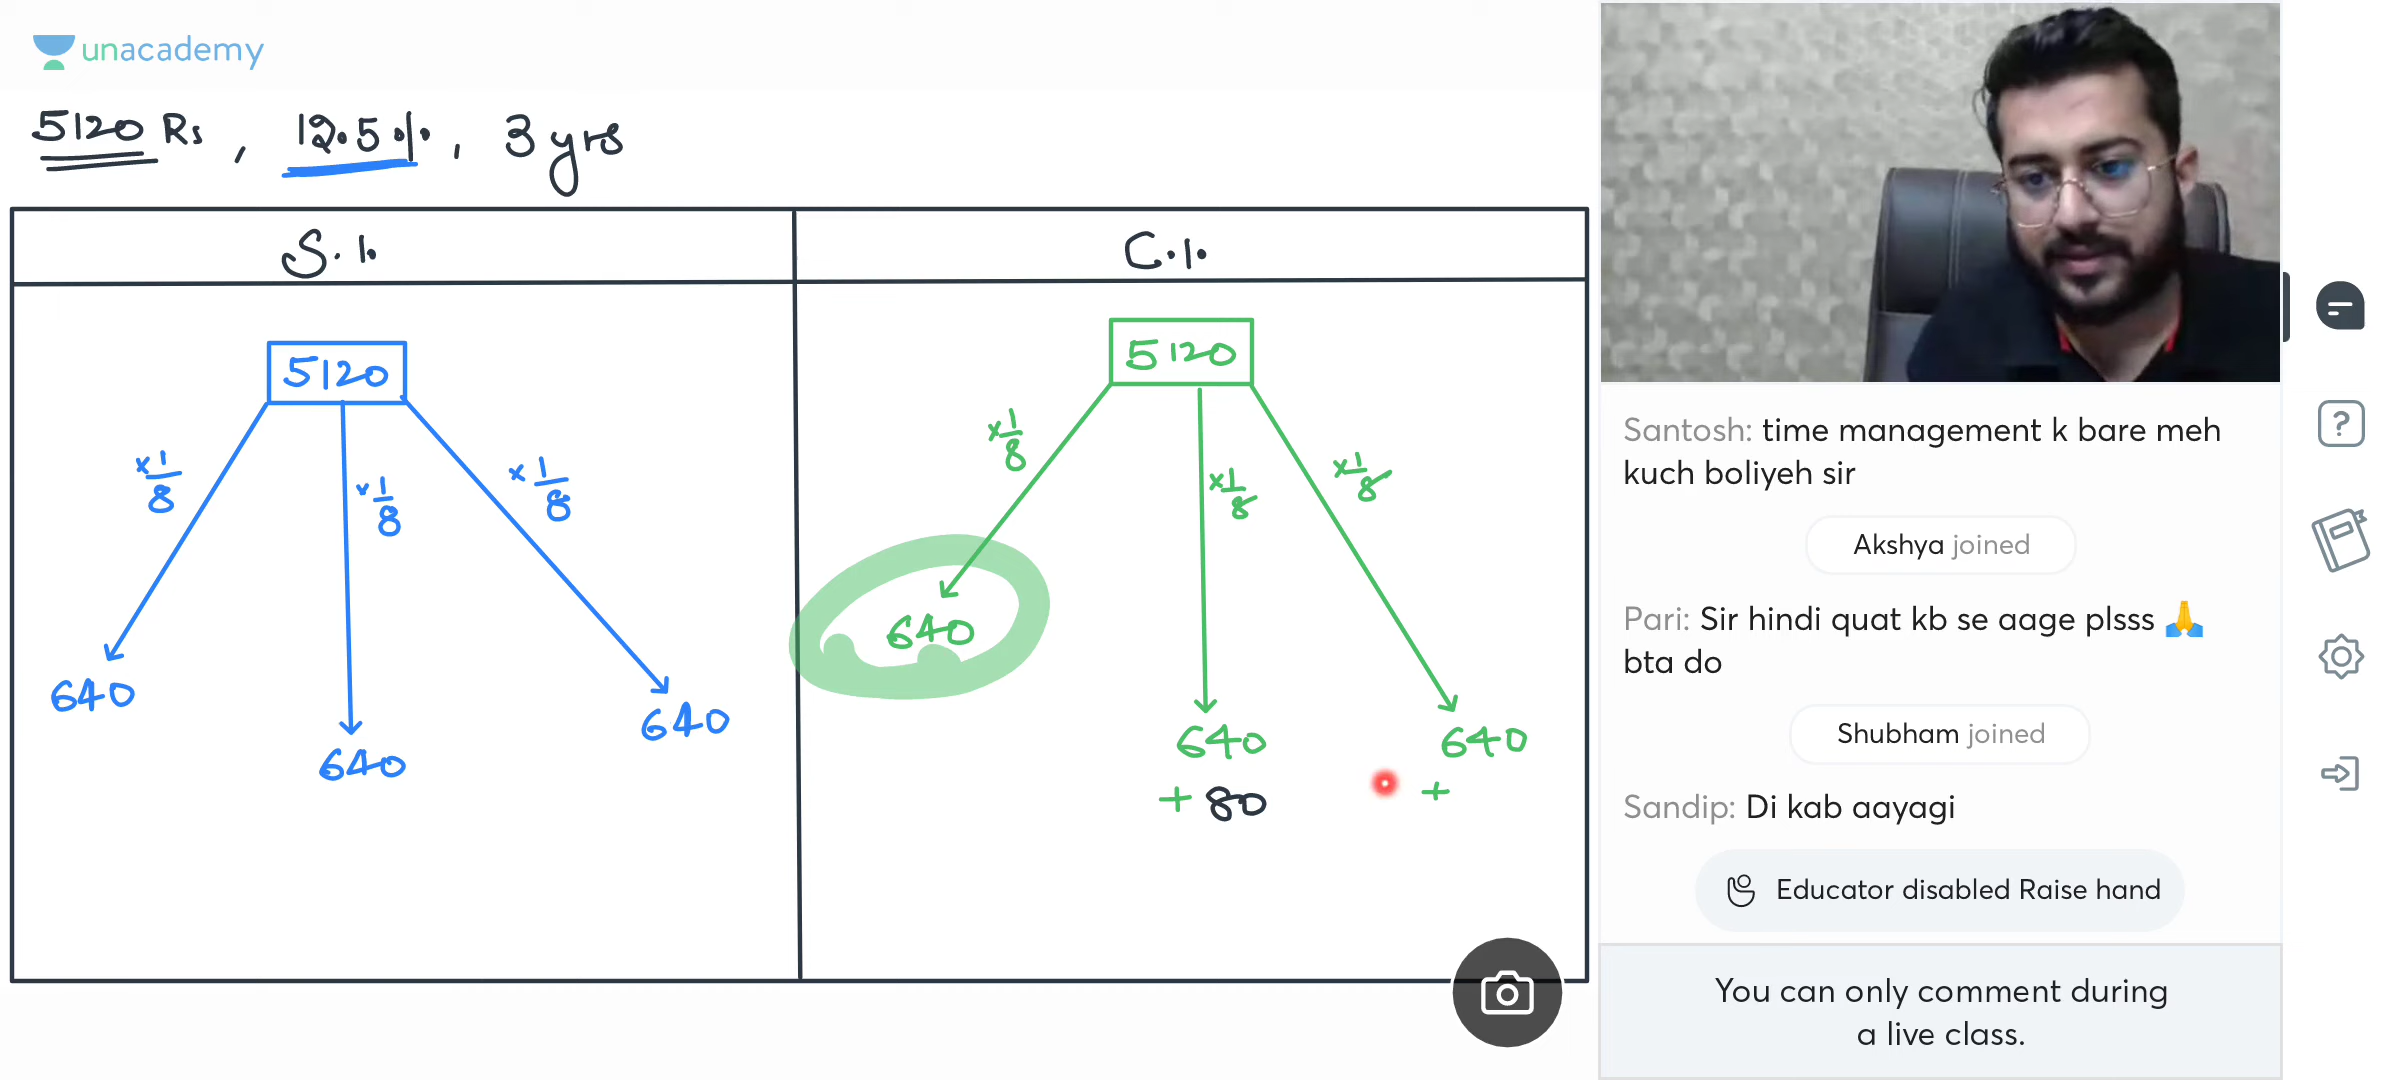 unacademy
5120 Rs , 12.5% , 3 yrs
S.I.
C.I.
5120
×1/8
×1/8
×1/8
640
640
640
5120
×1/8
×1/8
×1/8
640
640
+ 80
640
+
Santosh: time management k bare meh
kuch boliyeh sir
Akshya joined
Pari: Sir hindi quat kb se aage plsss 🙏
bta do
Shubham joined
Sandip: Di kab aayagi
Educator disabled Raise hand
You can only comment during
a live class.